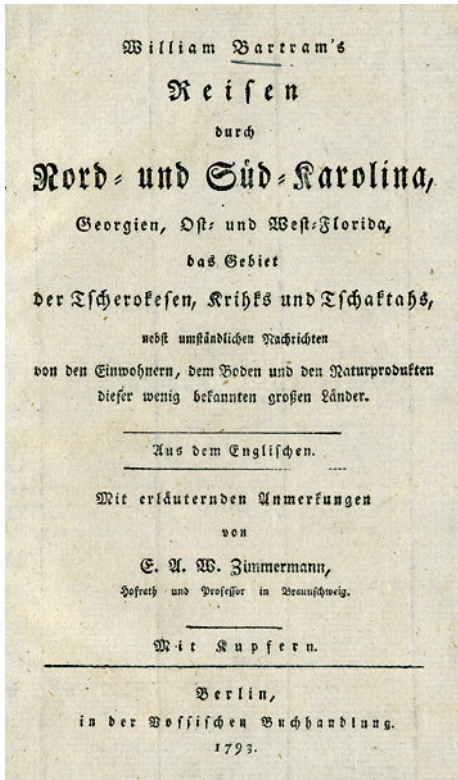 William Bartram's
Reisen
durch
Nord- und Süd-Karolina,
Georgien, Ost- und West-Florida,
das Gebiet
der Tscherokesen, Krihks und Tschaktahs,
nebst umständlichen Nachrichten
von den Einwohnern, dem Boden und den Naturprodukten
dieser wenig bekannten großen Länder.
Aus dem Englischen.
Mit erläuternden Anmerkungen
von
E. A. W. Zimmermann,
Hofrath und Professor in Braunschweig.
Mit Kupfern.
Berlin,
in der Vossischen Buchhandlung.
1793.